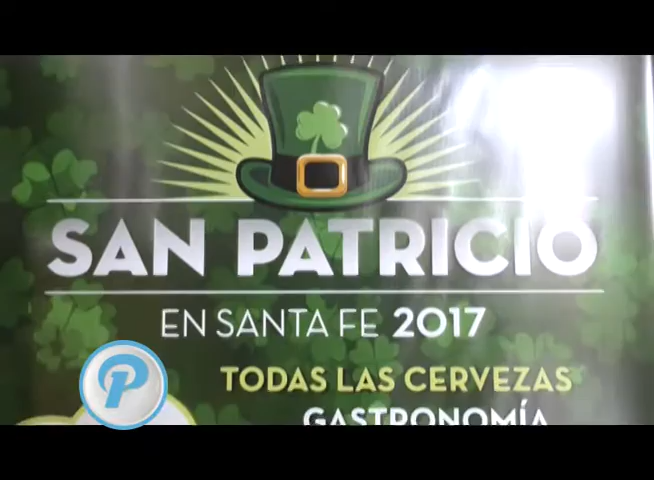 SAN PATRICIO
EN SANTA FE 2017
TODAS LAS CERVEZAS
GASTRONOMÍA
P